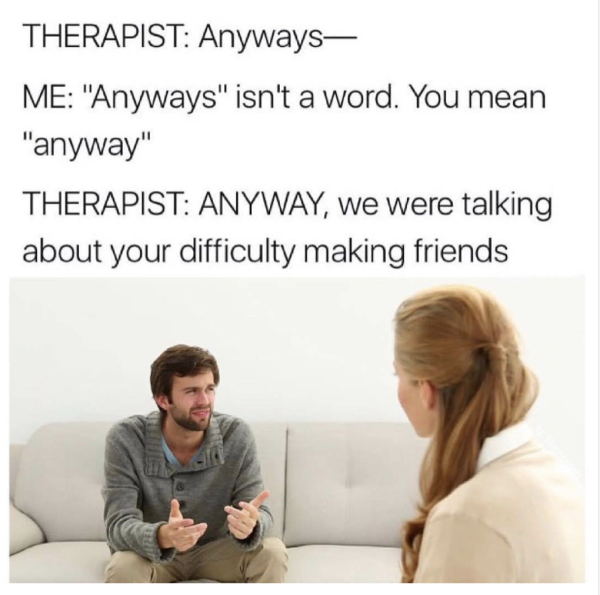 THERAPIST: Anyways—
ME: "Anyways" isn't a word. You mean
"anyway"
THERAPIST: ANYWAY, we were talking
about your difficulty making friends